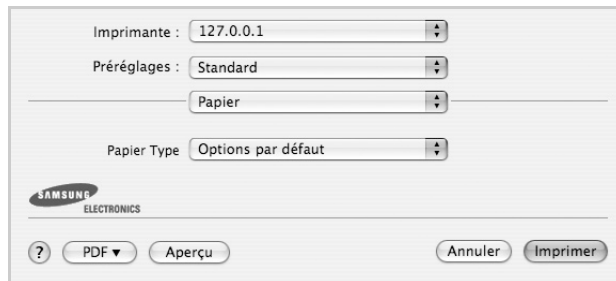 Imprimante : 127.0.0.1
Préréglages : Standard
Papier
Papier Type Options par défaut
SAMSUNG
ELECTRONICS
? PDF ▼ Aperçu Annuler Imprimer